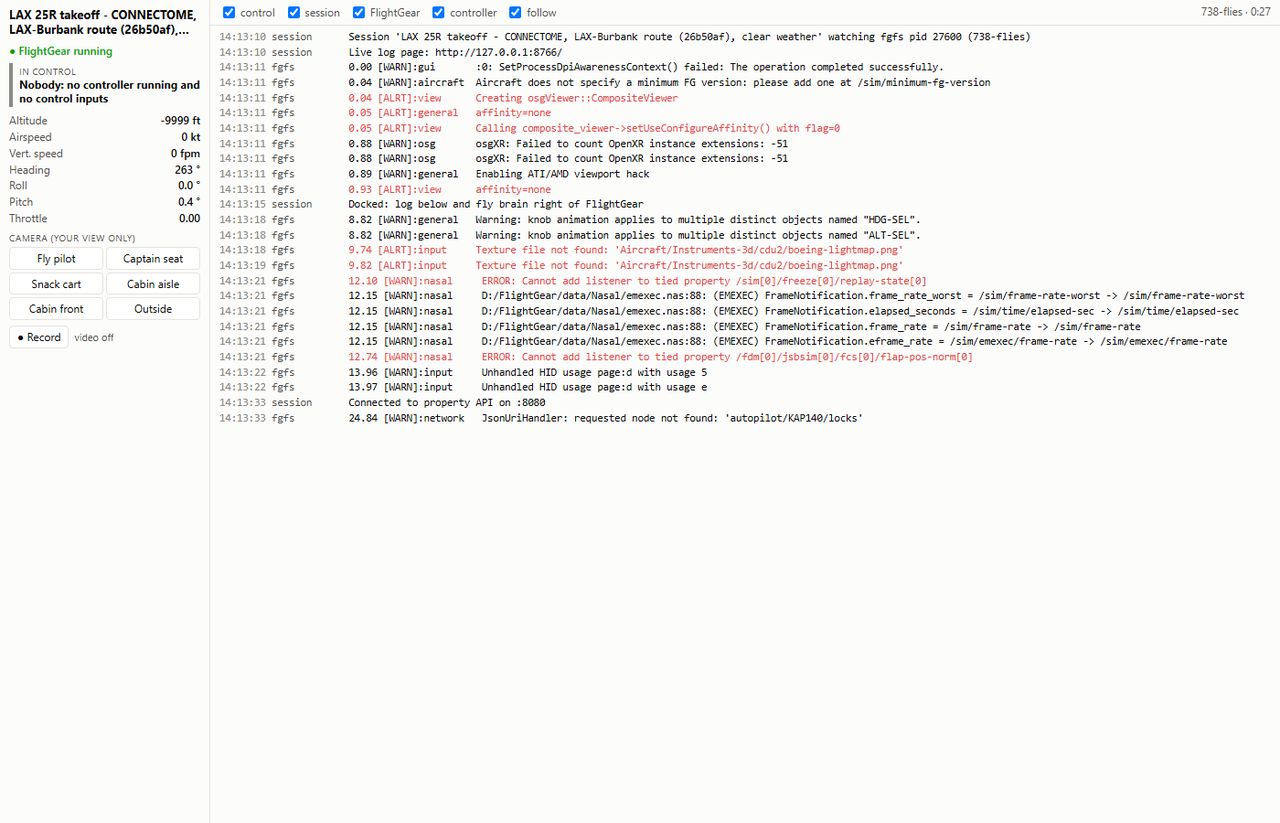 LAX 25R takeoff - CONNECTOME,
LAX-Burbank route (26b50af),...
● FlightGear running
IN CONTROL
Nobody: no controller running and
no control inputs
Altitude -9999 ft
Airspeed 0 kt
Vert. speed 0 fpm
Heading 263 °
Roll 0.0 °
Pitch 0.4 °
Throttle 0.00
CAMERA (YOUR VIEW ONLY)
Fly pilot Captain seat
Snack cart Cabin aisle
Cabin front Outside
● Record video off
control session FlightGear controller follow 738-flies · 0:27
14:13:10 session Session 'LAX 25R takeoff - CONNECTOME, LAX-Burbank route (26b50af), clear weather' watching fgfs pid 27600 (738-flies)
14:13:10 session Live log page: http://127.0.0.1:8766/
14:13:11 fgfs 0.00 [WARN]:gui :0: SetProcessDpiAwarenessContext() failed: The operation completed successfully.
14:13:11 fgfs 0.04 [WARN]:aircraft Aircraft does not specify a minimum FG version: please add one at /sim/minimum-fg-version
14:13:11 fgfs 0.04 [ALRT]:view Creating osgViewer::CompositeViewer
14:13:11 fgfs 0.05 [ALRT]:general affinity=none
14:13:11 fgfs 0.05 [ALRT]:view Calling composite_viewer->setUseConfigureAffinity() with flag=0
14:13:11 fgfs 0.88 [WARN]:osg osgXR: Failed to count OpenXR instance extensions: -51
14:13:11 fgfs 0.88 [WARN]:osg osgXR: Failed to count OpenXR instance extensions: -51
14:13:11 fgfs 0.89 [WARN]:general Enabling ATI/AMD viewport hack
14:13:11 fgfs 0.93 [ALRT]:view affinity=none
14:13:15 session Docked: log below and fly brain right of FlightGear
14:13:18 fgfs 8.82 [WARN]:general Warning: knob animation applies to multiple distinct objects named "HDG-SEL".
14:13:18 fgfs 8.82 [WARN]:general Warning: knob animation applies to multiple distinct objects named "ALT-SEL".
14:13:18 fgfs 9.74 [ALRT]:input Texture file not found: 'Aircraft/Instruments-3d/cdu2/boeing-lightmap.png'
14:13:19 fgfs 9.82 [ALRT]:input Texture file not found: 'Aircraft/Instruments-3d/cdu2/boeing-lightmap.png'
14:13:21 fgfs 12.10 [WARN]:nasal ERROR: Cannot add listener to tied property /sim[0]/freeze[0]/replay-state[0]
14:13:21 fgfs 12.15 [WARN]:nasal D:/FlightGear/data/Nasal/emexec.nas:88: (EMEXEC) FrameNotification.frame_rate_worst = /sim/frame-rate-worst -> /sim/frame-rate-worst
14:13:21 fgfs 12.15 [WARN]:nasal D:/FlightGear/data/Nasal/emexec.nas:88: (EMEXEC) FrameNotification.elapsed_seconds = /sim/time/elapsed-sec -> /sim/time/elapsed-sec
14:13:21 fgfs 12.15 [WARN]:nasal D:/FlightGear/data/Nasal/emexec.nas:88: (EMEXEC) FrameNotification.frame_rate = /sim/frame-rate -> /sim/frame-rate
14:13:21 fgfs 12.15 [WARN]:nasal D:/FlightGear/data/Nasal/emexec.nas:88: (EMEXEC) FrameNotification.eframe_rate = /sim/emexec/frame-rate -> /sim/emexec/frame-rate
14:13:21 fgfs 12.74 [WARN]:nasal ERROR: Cannot add listener to tied property /fdm[0]/jsbsim[0]/fcs[0]/flap-pos-norm[0]
14:13:22 fgfs 13.96 [WARN]:input Unhandled HID usage page:d with usage 5
14:13:22 fgfs 13.97 [WARN]:input Unhandled HID usage page:d with usage e
14:13:33 session Connected to property API on :8080
14:13:33 fgfs 24.84 [WARN]:network JsonUriHandler: requested node not found: 'autopilot/KAP140/locks'